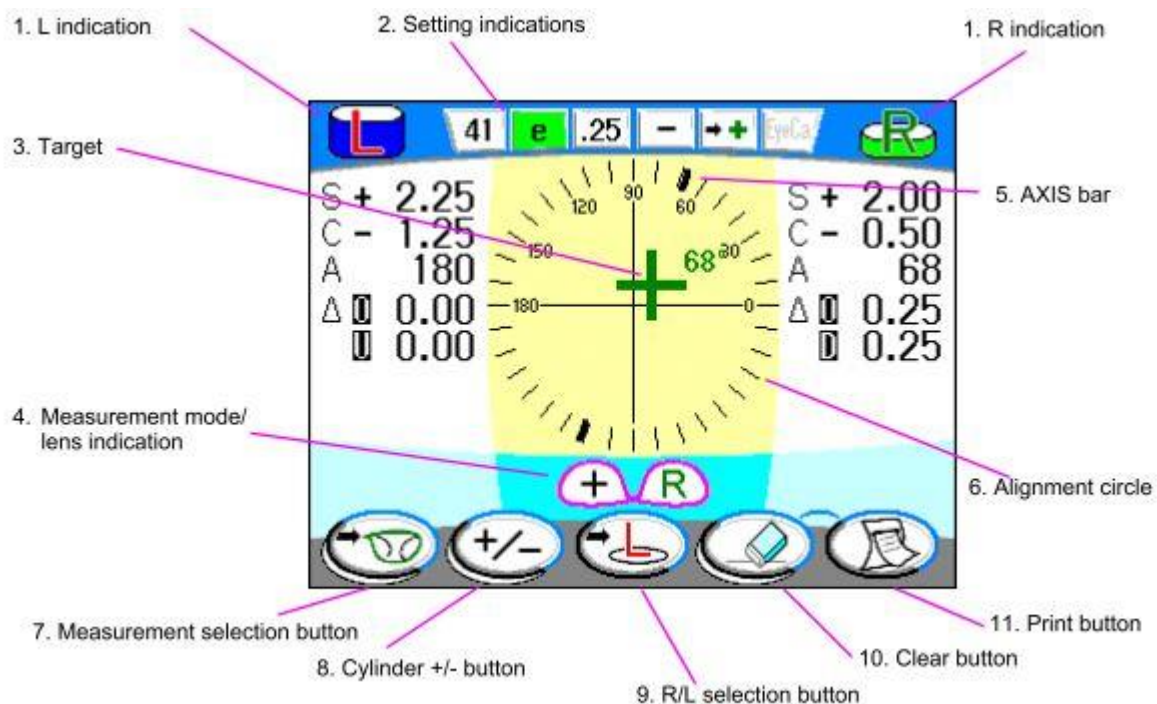 1. L indication
2. Setting indications
1. R indication
L
41 e .25 − ➞+ EyeCa
R
3. Target
5. AXIS bar
S + 2.25
C - 1.25
A 180
Δ 0.00
0.00
90
120
60
150
30
180
0
68
S + 2.00
C - 0.50
A 68
Δ 0.25
0.25
4. Measurement mode/
lens indication
+ R
6. Alignment circle
+/-
L
7. Measurement selection button
8. Cylinder +/- button
9. R/L selection button
10. Clear button
11. Print button